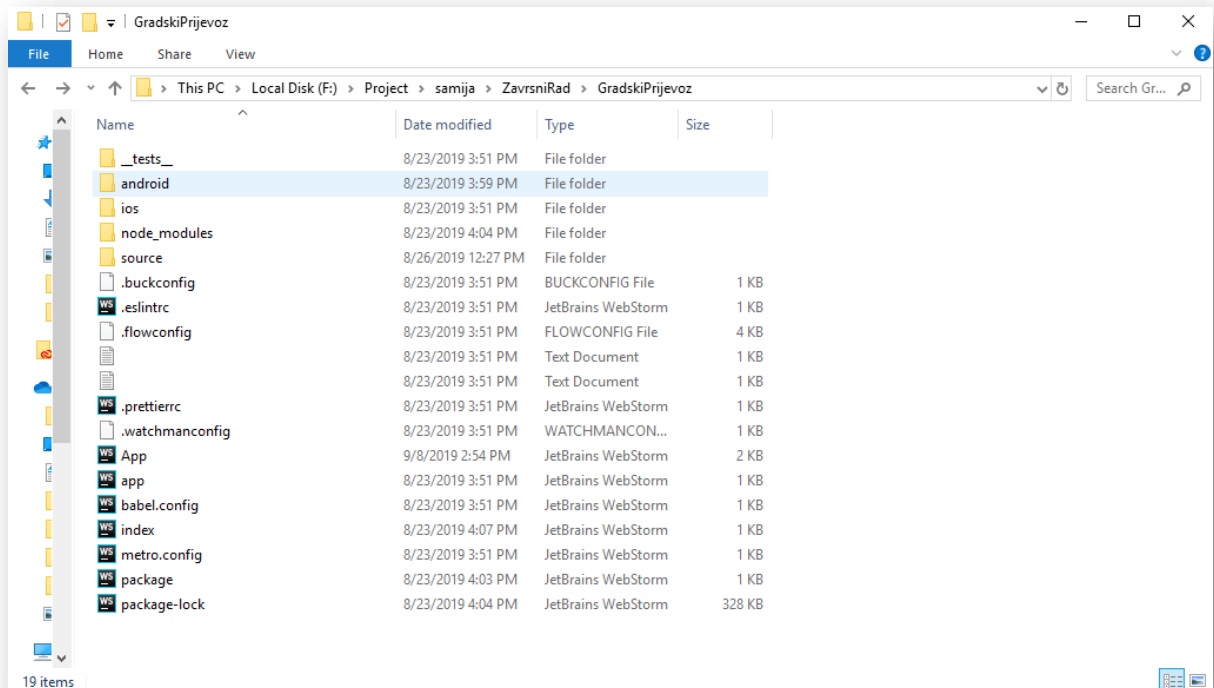 GradskiPrijevoz
File Home Share View
This PC > Local Disk (F:) > Project > samija > ZavrsniRad > GradskiPrijevoz Search Gr...
Name Date modified Type Size
__tests__ 8/23/2019 3:51 PM File folder
android 8/23/2019 3:59 PM File folder
ios 8/23/2019 3:51 PM File folder
node_modules 8/23/2019 4:04 PM File folder
source 8/26/2019 12:27 PM File folder
.buckconfig 8/23/2019 3:51 PM BUCKCONFIG File 1 KB
WS .eslintrc 8/23/2019 3:51 PM JetBrains WebStorm 1 KB
.flowconfig 8/23/2019 3:51 PM FLOWCONFIG File 4 KB
8/23/2019 3:51 PM Text Document 1 KB
8/23/2019 3:51 PM Text Document 1 KB
WS .prettierrc 8/23/2019 3:51 PM JetBrains WebStorm 1 KB
.watchmanconfig 8/23/2019 3:51 PM WATCHMANCON... 1 KB
WS App 9/8/2019 2:54 PM JetBrains WebStorm 2 KB
WS app 8/23/2019 3:51 PM JetBrains WebStorm 1 KB
WS babel.config 8/23/2019 3:51 PM JetBrains WebStorm 1 KB
WS index 8/23/2019 4:07 PM JetBrains WebStorm 1 KB
WS metro.config 8/23/2019 3:51 PM JetBrains WebStorm 1 KB
WS package 8/23/2019 4:03 PM JetBrains WebStorm 1 KB
WS package-lock 8/23/2019 4:04 PM JetBrains WebStorm 328 KB
19 items